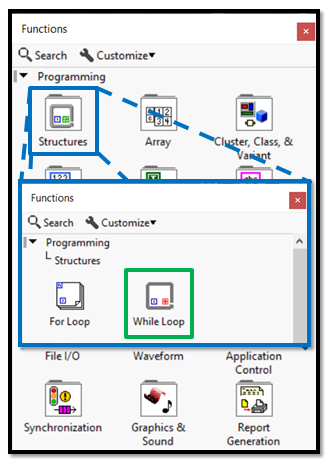 Functions
Search Customize
Programming
Structures Array Cluster, Class, &
Variant
Functions
Search Customize
Programming
Structures
For Loop While Loop
File I/O Waveform Application
Control
Synchronization Graphics & Report
Sound Generation